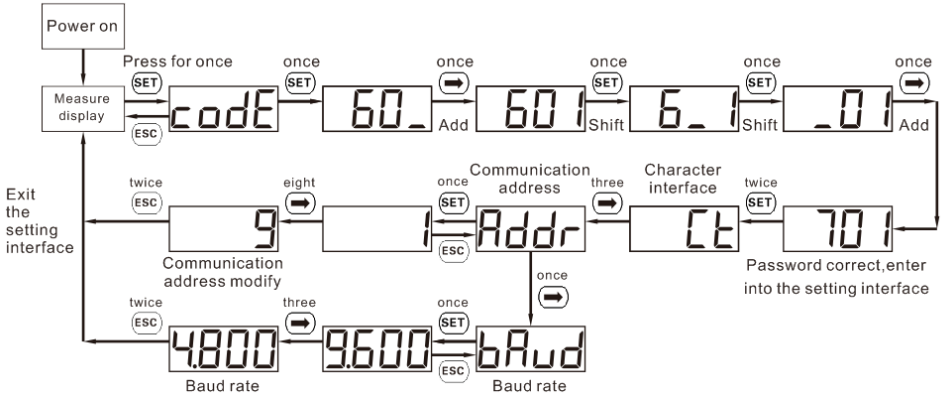 Power on
Press for once
once
once
once
once
once
SET
SET
➡
SET
SET
➡
Measure
display
codE
60_
601
6_1
_01
ESC
Add
Shift
Shift
Add
Exit
the
setting
interface
twice
eight
once
Communication
address
three
Character
interface
twice
ESC
➡
SET
➡
SET
9
1
Addr
Ct
701
ESC
Communication
address modify
Password correct,enter
into the setting interface
once
➡
twice
three
once
ESC
➡
SET
4.800
9.600
bAud
ESC
Baud rate
Baud rate